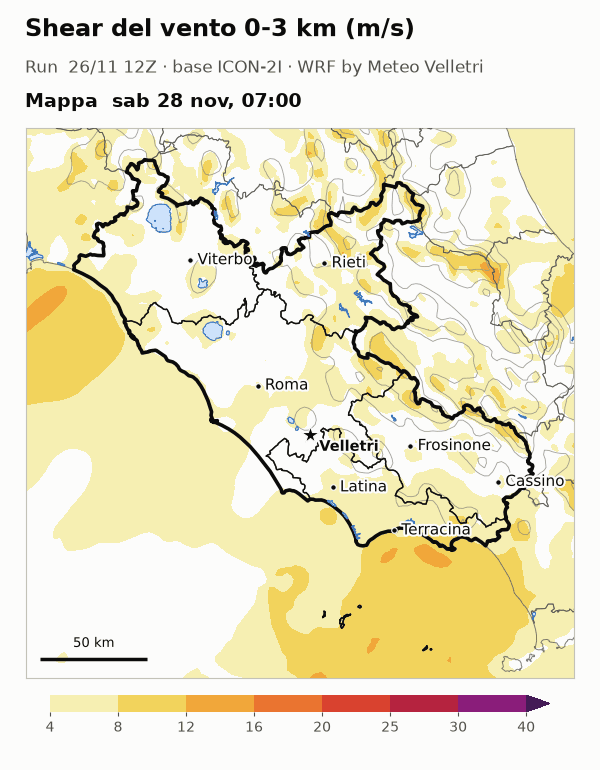 Shear del vento 0-3 km (m/s)
Run  26/11 12Z · base ICON-2I · WRF by Meteo Velletri
Mappa  sab 28 nov, 07:00
Viterbo
Rieti
Roma
Velletri
Frosinone
Cassino
Latina
Terracina
50 km
4 8 12 16 20 25 30 40